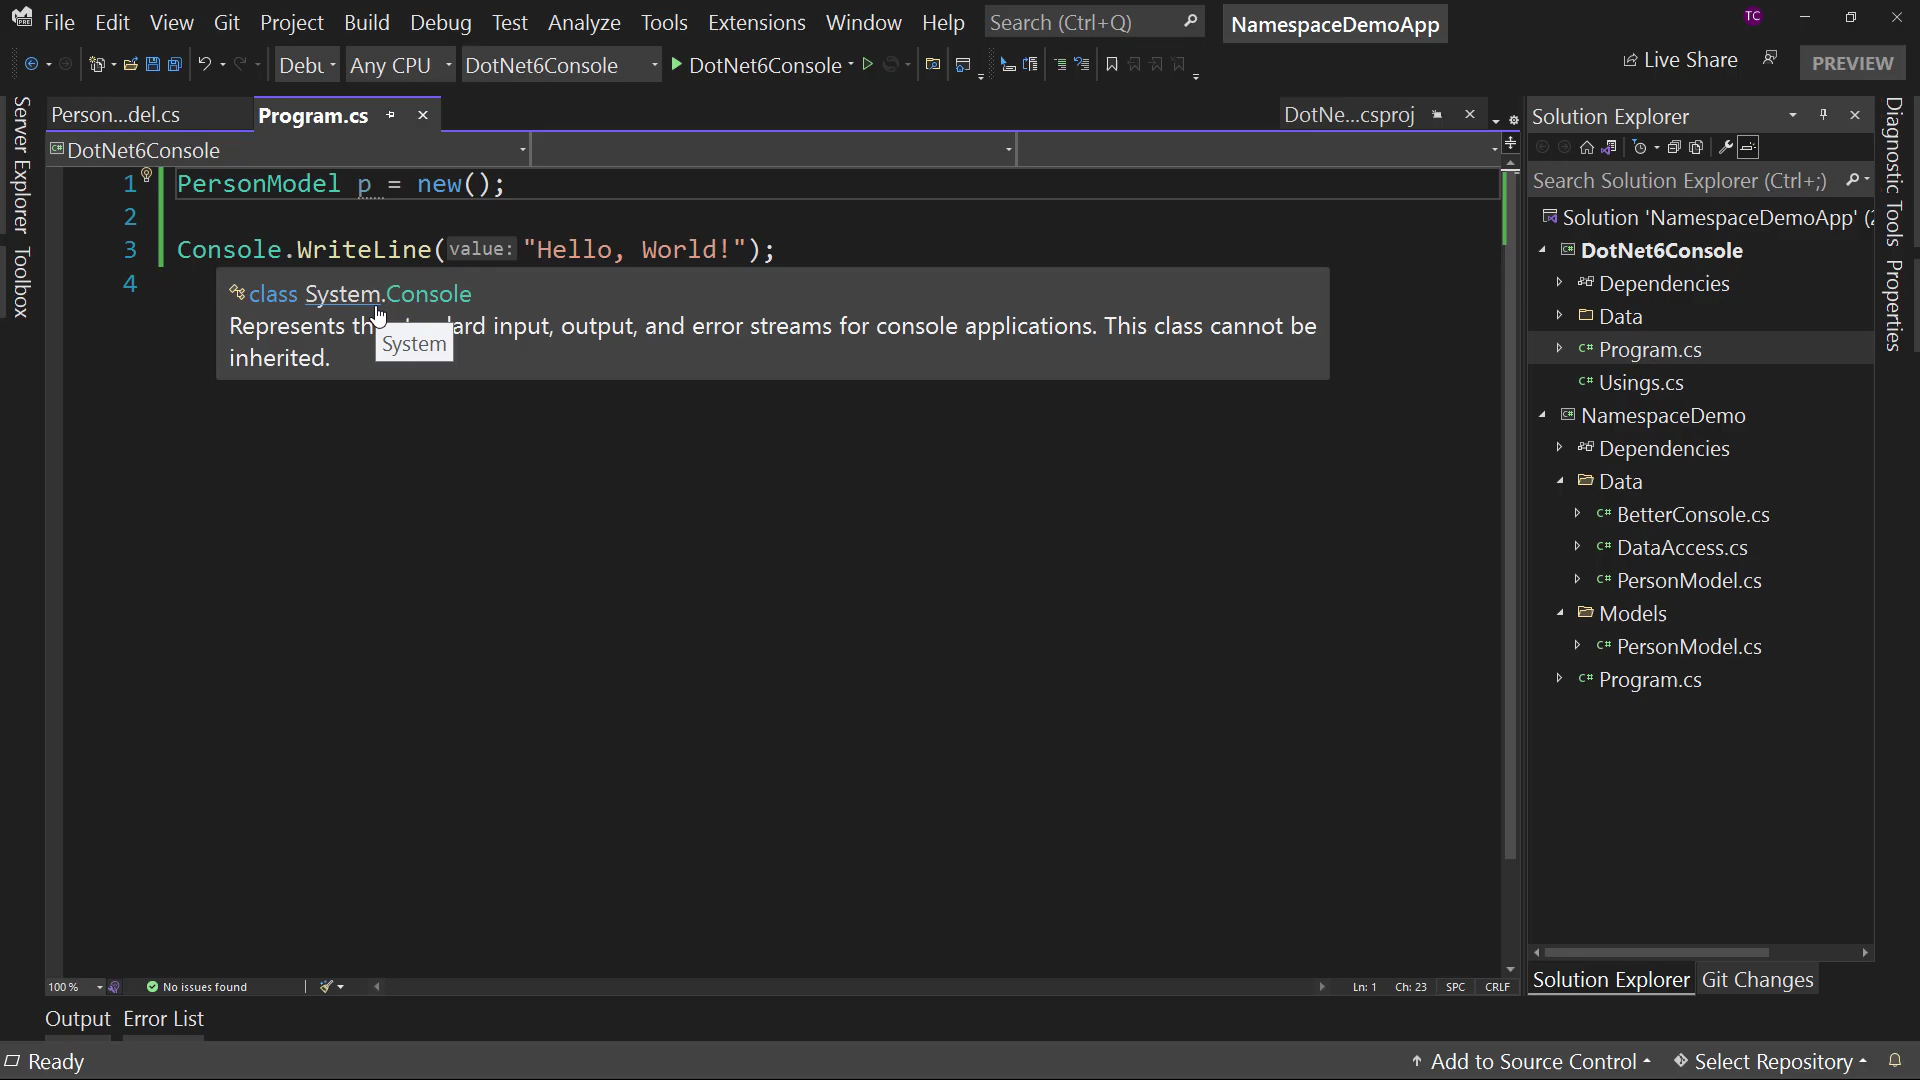 File Edit View Git Project Build Debug Test Analyze Tools Extensions Window Help Search (Ctrl+Q) NamespaceDemoApp TC
Debu Any CPU DotNet6Console DotNet6Console Live Share PREVIEW
Server Explorer
Toolbox
Person...del.cs Program.cs DotNe...csproj
DotNet6Console
1 PersonModel p = new();
2
3 Console.WriteLine(value: "Hello, World!");
4
class System.Console
Represents th ard input, output, and error streams for console applications. This class cannot be
inherited.
System
Solution Explorer
Search Solution Explorer (Ctrl+;)
Solution 'NamespaceDemoApp' (
DotNet6Console
Dependencies
Data
C# Program.cs
C# Usings.cs
NamespaceDemo
Dependencies
Data
C# BetterConsole.cs
C# DataAccess.cs
C# PersonModel.cs
Models
C# PersonModel.cs
C# Program.cs
Solution Explorer Git Changes
Diagnostic Tools
Properties
100 % No issues found Ln: 1 Ch: 23 SPC CRLF
Output Error List
Ready Add to Source Control Select Repository